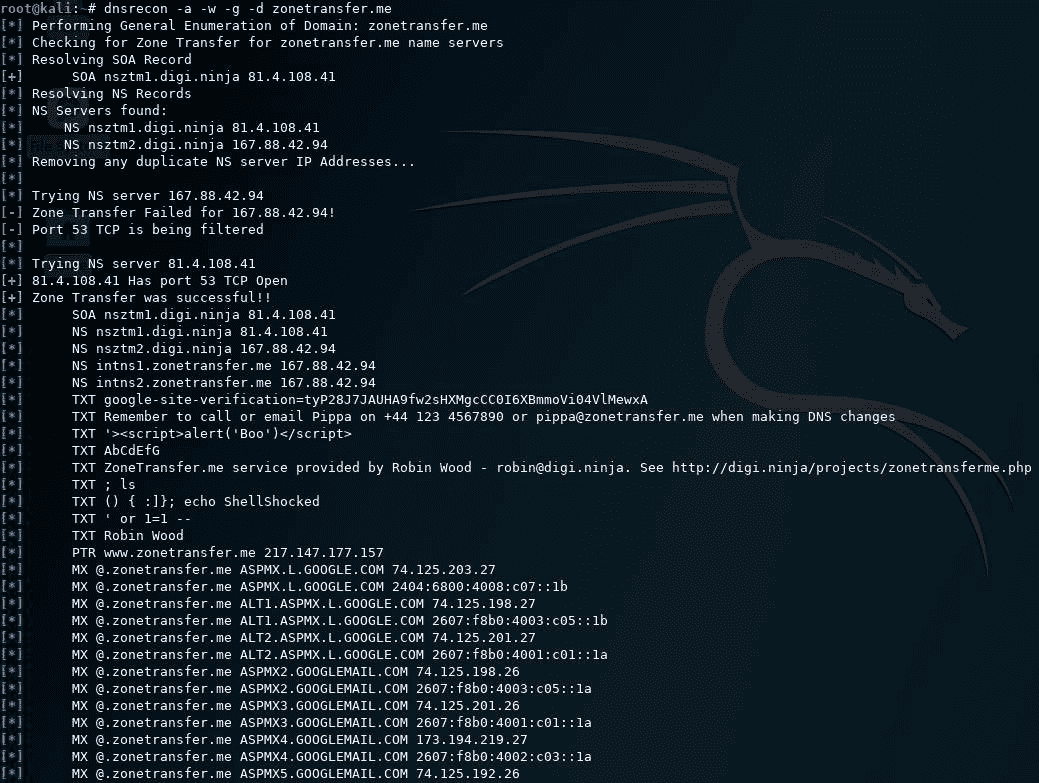 root@kali:~# dnsrecon -a -w -g -d zonetransfer.me
[*] Performing General Enumeration of Domain: zonetransfer.me
[*] Checking for Zone Transfer for zonetransfer.me name servers
[*] Resolving SOA Record
[+] SOA nsztm1.digi.ninja 81.4.108.41
[*] Resolving NS Records
[*] NS Servers found:
[*] NS nsztm1.digi.ninja 81.4.108.41
[*] NS nsztm2.digi.ninja 167.88.42.94
[*] Removing any duplicate NS server IP Addresses...
[*]
[*] Trying NS server 167.88.42.94
[-] Zone Transfer Failed for 167.88.42.94!
[-] Port 53 TCP is being filtered
[*]
[*] Trying NS server 81.4.108.41
[+] 81.4.108.41 Has port 53 TCP Open
[+] Zone Transfer was successful!!
[*] SOA nsztm1.digi.ninja 81.4.108.41
[*] NS nsztm1.digi.ninja 81.4.108.41
[*] NS nsztm2.digi.ninja 167.88.42.94
[*] NS intns1.zonetransfer.me 167.88.42.94
[*] NS intns2.zonetransfer.me 167.88.42.94
[*] TXT google-site-verification=tyP28J7JAUHA9fw2sHXMgcCC0I6XBmmoVi04VlMewxA
[*] TXT Remember to call or email Pippa on +44 123 4567890 or pippa@zonetransfer.me when making DNS changes
[*] TXT '><script>alert('Boo')</script>
[*] TXT AbCdEfG
[*] TXT ZoneTransfer.me service provided by Robin Wood - robin@digi.ninja. See http://digi.ninja/projects/zonetransferme.php
[*] TXT ; ls
[*] TXT () { :]}; echo ShellShocked
[*] TXT ' or 1=1 --
[*] TXT Robin Wood
[*] PTR www.zonetransfer.me 217.147.177.157
[*] MX @.zonetransfer.me ASPMX.L.GOOGLE.COM 74.125.203.27
[*] MX @.zonetransfer.me ASPMX.L.GOOGLE.COM 2404:6800:4008:c07::1b
[*] MX @.zonetransfer.me ALT1.ASPMX.L.GOOGLE.COM 74.125.198.27
[*] MX @.zonetransfer.me ALT1.ASPMX.L.GOOGLE.COM 2607:f8b0:4003:c05::1b
[*] MX @.zonetransfer.me ALT2.ASPMX.L.GOOGLE.COM 74.125.201.27
[*] MX @.zonetransfer.me ALT2.ASPMX.L.GOOGLE.COM 2607:f8b0:4001:c01::1a
[*] MX @.zonetransfer.me ASPMX2.GOOGLEMAIL.COM 74.125.198.26
[*] MX @.zonetransfer.me ASPMX2.GOOGLEMAIL.COM 2607:f8b0:4003:c05::1a
[*] MX @.zonetransfer.me ASPMX3.GOOGLEMAIL.COM 74.125.201.26
[*] MX @.zonetransfer.me ASPMX3.GOOGLEMAIL.COM 2607:f8b0:4001:c01::1a
[*] MX @.zonetransfer.me ASPMX4.GOOGLEMAIL.COM 173.194.219.27
[*] MX @.zonetransfer.me ASPMX4.GOOGLEMAIL.COM 2607:f8b0:4002:c03::1a
[*] MX @.zonetransfer.me ASPMX5.GOOGLEMAIL.COM 74.125.192.26